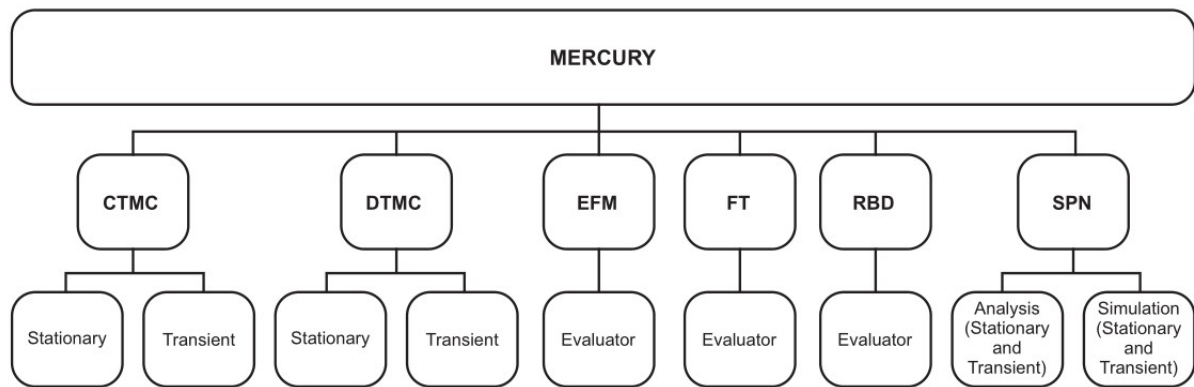 MERCURY
CTMC
DTMC
EFM
FT
RBD
SPN
Stationary
Transient
Stationary
Transient
Evaluator
Evaluator
Evaluator
Analysis
(Stationary
and
Transient)
Simulation
(Stationary
and
Transient)